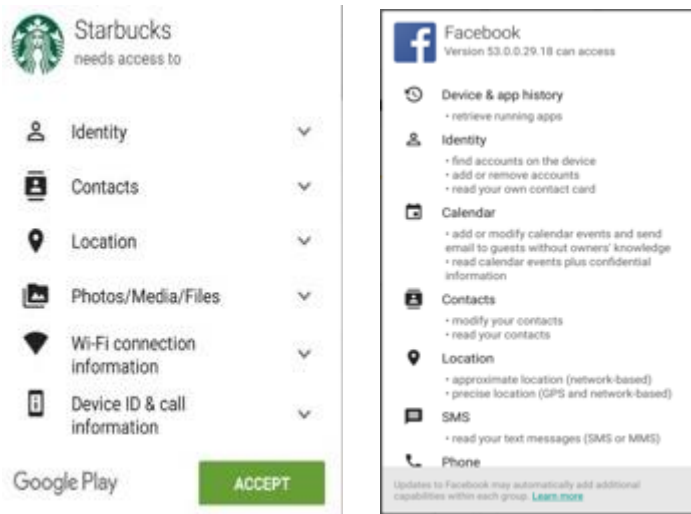 Starbucks
needs access to
Identity
Contacts
Location
Photos/Media/Files
Wi-Fi connection
information
Device ID & call
information
Google Play
ACCEPT
Facebook
Version 53.0.0.29.18 can access
Device & app history
• retrieve running apps
Identity
• find accounts on the device
• add or remove accounts
• read your own contact card
Calendar
• add or modify calendar events and send
email to guests without owners' knowledge
• read calendar events plus confidential
information
Contacts
• modify your contacts
• read your contacts
Location
• approximate location (network-based)
• precise location (GPS and network-based)
SMS
• read your text messages (SMS or MMS)
Phone
Updates to Facebook may automatically add additional
capabilities within each group. Learn more